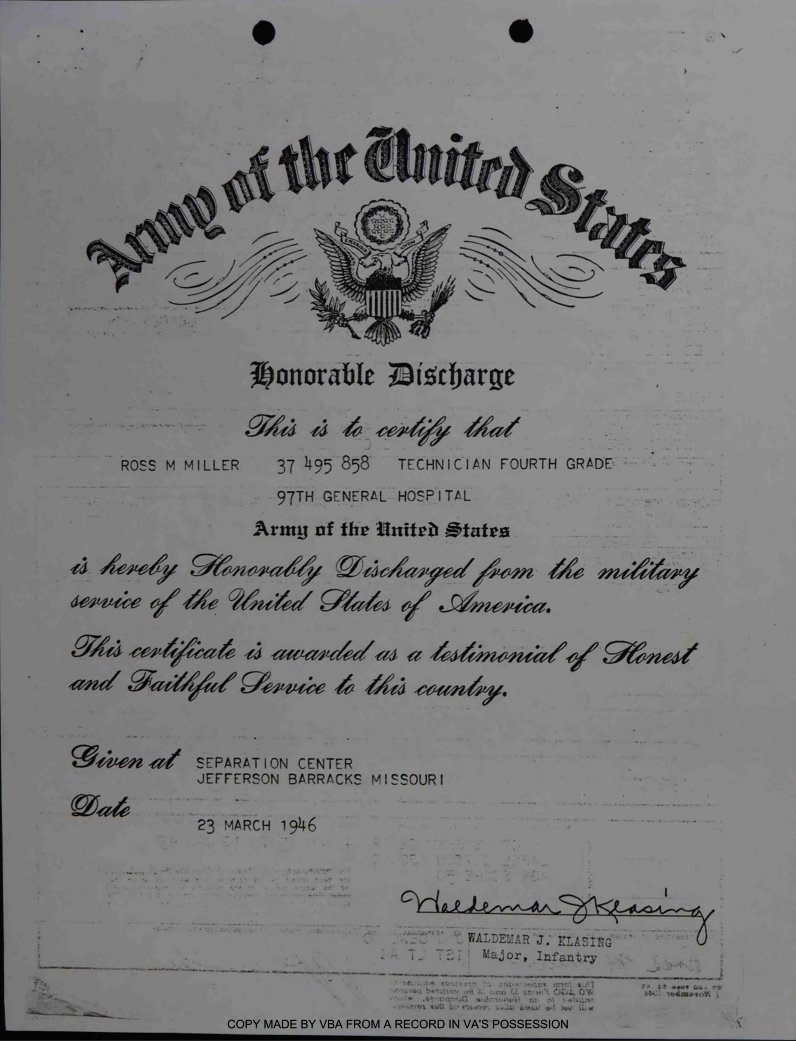 Army of the United States
Honorable Discharge
This is to certify that
ROSS M MILLER 37 495 858 TECHNICIAN FOURTH GRADE
97TH GENERAL HOSPITAL
Army of the United States
is hereby Honorably Discharged from the military
service of the United States of America.
This certificate is awarded as a testimonial of Honest
and Faithful Service to this country.
Given at SEPARATION CENTER
JEFFERSON BARRACKS MISSOURI
Date
23 MARCH 1946
Waldemar J Klasing
WALDEMAR J. KLASING
Major, Infantry
COPY MADE BY VBA FROM A RECORD IN VA'S POSSESSION